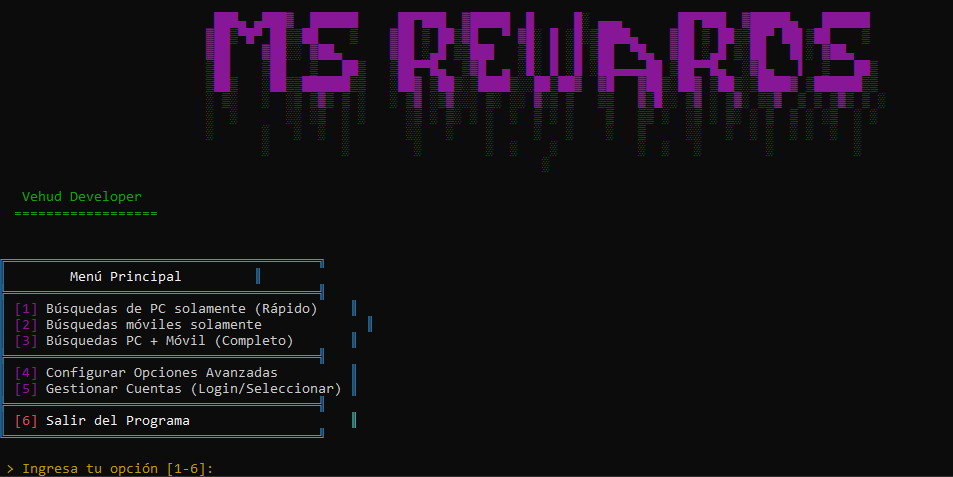 MS REWARDS
Vehud Developer
==================
Menú Principal
[1] Búsquedas de PC solamente (Rápido)
[2] Búsquedas móviles solamente
[3] Búsquedas PC + Móvil (Completo)
[4] Configurar Opciones Avanzadas
[5] Gestionar Cuentas (Login/Seleccionar)
[6] Salir del Programa
> Ingresa tu opción [1-6]: